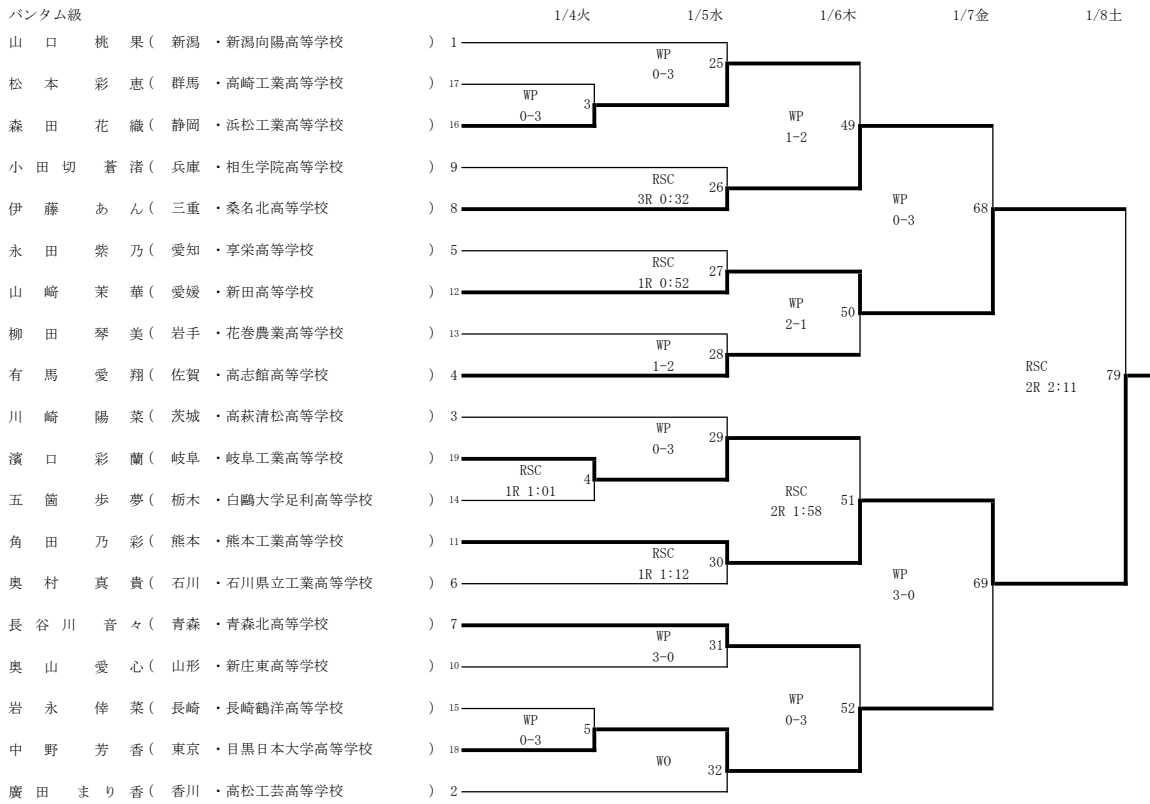 バンタム級 1/4火 1/5水 1/6木 1/7金 1/8土
山口 桃果 ( 新潟 ・新潟向陽高等学校 ) 1
WP 25
0-3
松本 彩恵 ( 群馬 ・高崎工業高等学校 ) 17
WP 3
0-3
森田 花織 ( 静岡 ・浜松工業高等学校 ) 16
WP 49
1-2
小田切 蒼渚 ( 兵庫 ・相生学院高等学校 ) 9
RSC 26
3R 0:32
伊藤 あん ( 三重 ・桑名北高等学校 ) 8
WP 68
0-3
永田 紫乃 ( 愛知 ・享栄高等学校 ) 5
RSC 27
1R 0:52
山﨑 茉華 ( 愛媛 ・新田高等学校 ) 12
WP 50
2-1
柳田 琴美 ( 岩手 ・花巻農業高等学校 ) 13
WP 28
1-2
有馬 愛翔 ( 佐賀 ・高志館高等学校 ) 4
RSC 79
2R 2:11
川崎 陽菜 ( 茨城 ・高萩清松高等学校 ) 3
WP 29
0-3
濱口 彩蘭 ( 岐阜 ・岐阜工業高等学校 ) 19
RSC 4
1R 1:01
五箇 歩夢 ( 栃木 ・白鷗大学足利高等学校 ) 14
RSC 51
2R 1:58
角田 乃彩 ( 熊本 ・熊本工業高等学校 ) 11
RSC 30
1R 1:12
奥村 真貴 ( 石川 ・石川県立工業高等学校 ) 6
WP 69
3-0
長谷川 音々 ( 青森 ・青森北高等学校 ) 7
WP 31
3-0
奥山 愛心 ( 山形 ・新庄東高等学校 ) 10
WP 52
0-3
岩永 倖菜 ( 長崎 ・長崎鶴洋高等学校 ) 15
WP 5
0-3
中野 芳香 ( 東京 ・目黒日本大学高等学校 ) 18
WO 32
廣田 まり香 ( 香川 ・高松工芸高等学校 ) 2